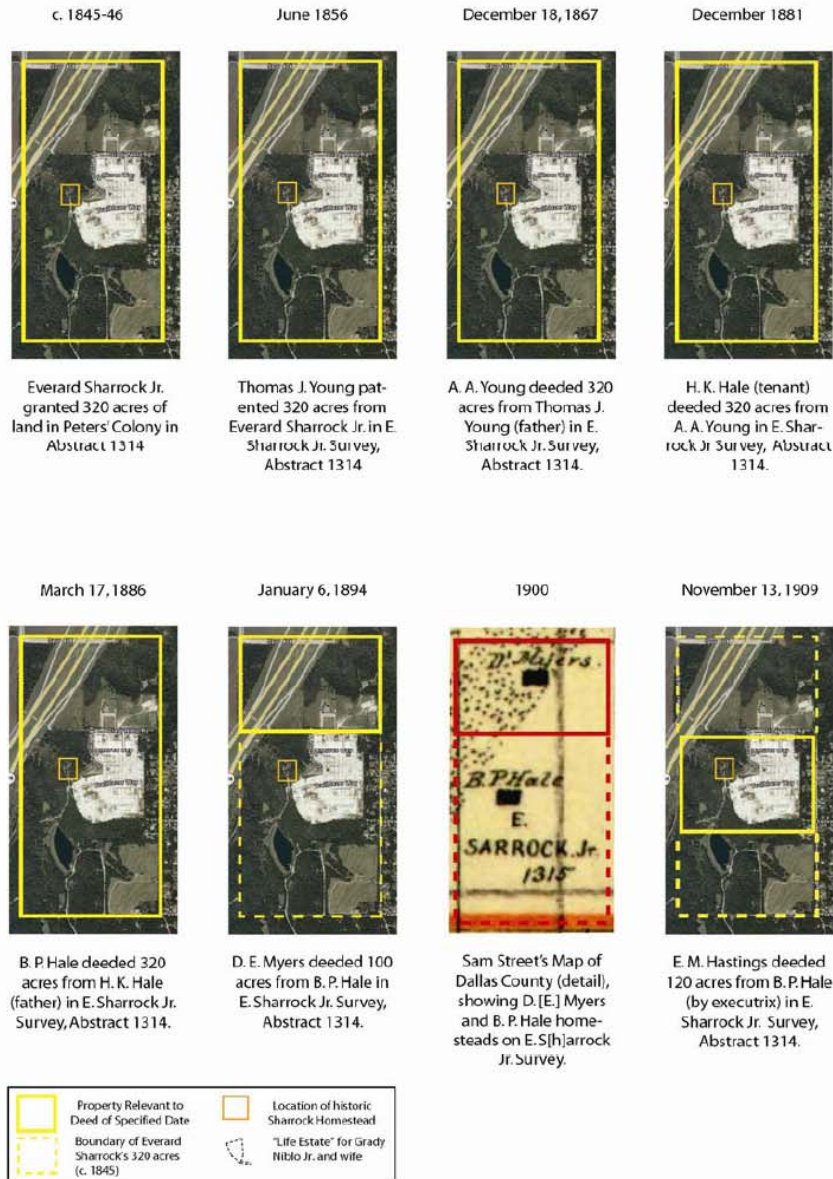 c. 1845-46
June 1856
December 18, 1867
December 1881
Everard Sharrock Jr.
granted 320 acres of
land in Peters' Colony in
Abstract 1314
Thomas J. Young pat-
ented 320 acres from
Everard Sharrock Jr. in E.
Sharrock Jr. Survey,
Abstract 1314
A. A. Young deeded 320
acres from Thomas J.
Young (father) in E.
Sharrock Jr. Survey,
Abstract 1314.
H. K. Hale (tenant)
deeded 320 acres from
A. A. Young in E. Shar-
rock Jr Survey, Abstract
1314.
March 17, 1886
January 6, 1894
1900
November 13, 1909
D. Myers.
B. P. Hale
E.
SARROCK. Jr.
1315
B. P. Hale deeded 320
acres from H. K. Hale
(father) in E. Sharrock Jr.
Survey, Abstract 1314.
D. E. Myers deeded 100
acres from B. P. Hale in
E. Sharrock Jr. Survey,
Abstract 1314.
Sam Street's Map of
Dallas County (detail),
showing D. [E.] Myers
and B. P. Hale home-
steads on E. S[h]arrock
Jr. Survey.
E. M. Hastings deeded
120 acres from B. P. Hale
(by executrix) in E.
Sharrock Jr. Survey,
Abstract 1314.
Property Relevant to
Deed of Specified Date
Location of historic
Sharrock Homestead
Boundary of Everard
Sharrock's 320 acres
(c. 1845)
"Life Estate" for Grady
Niblo Jr. and wife